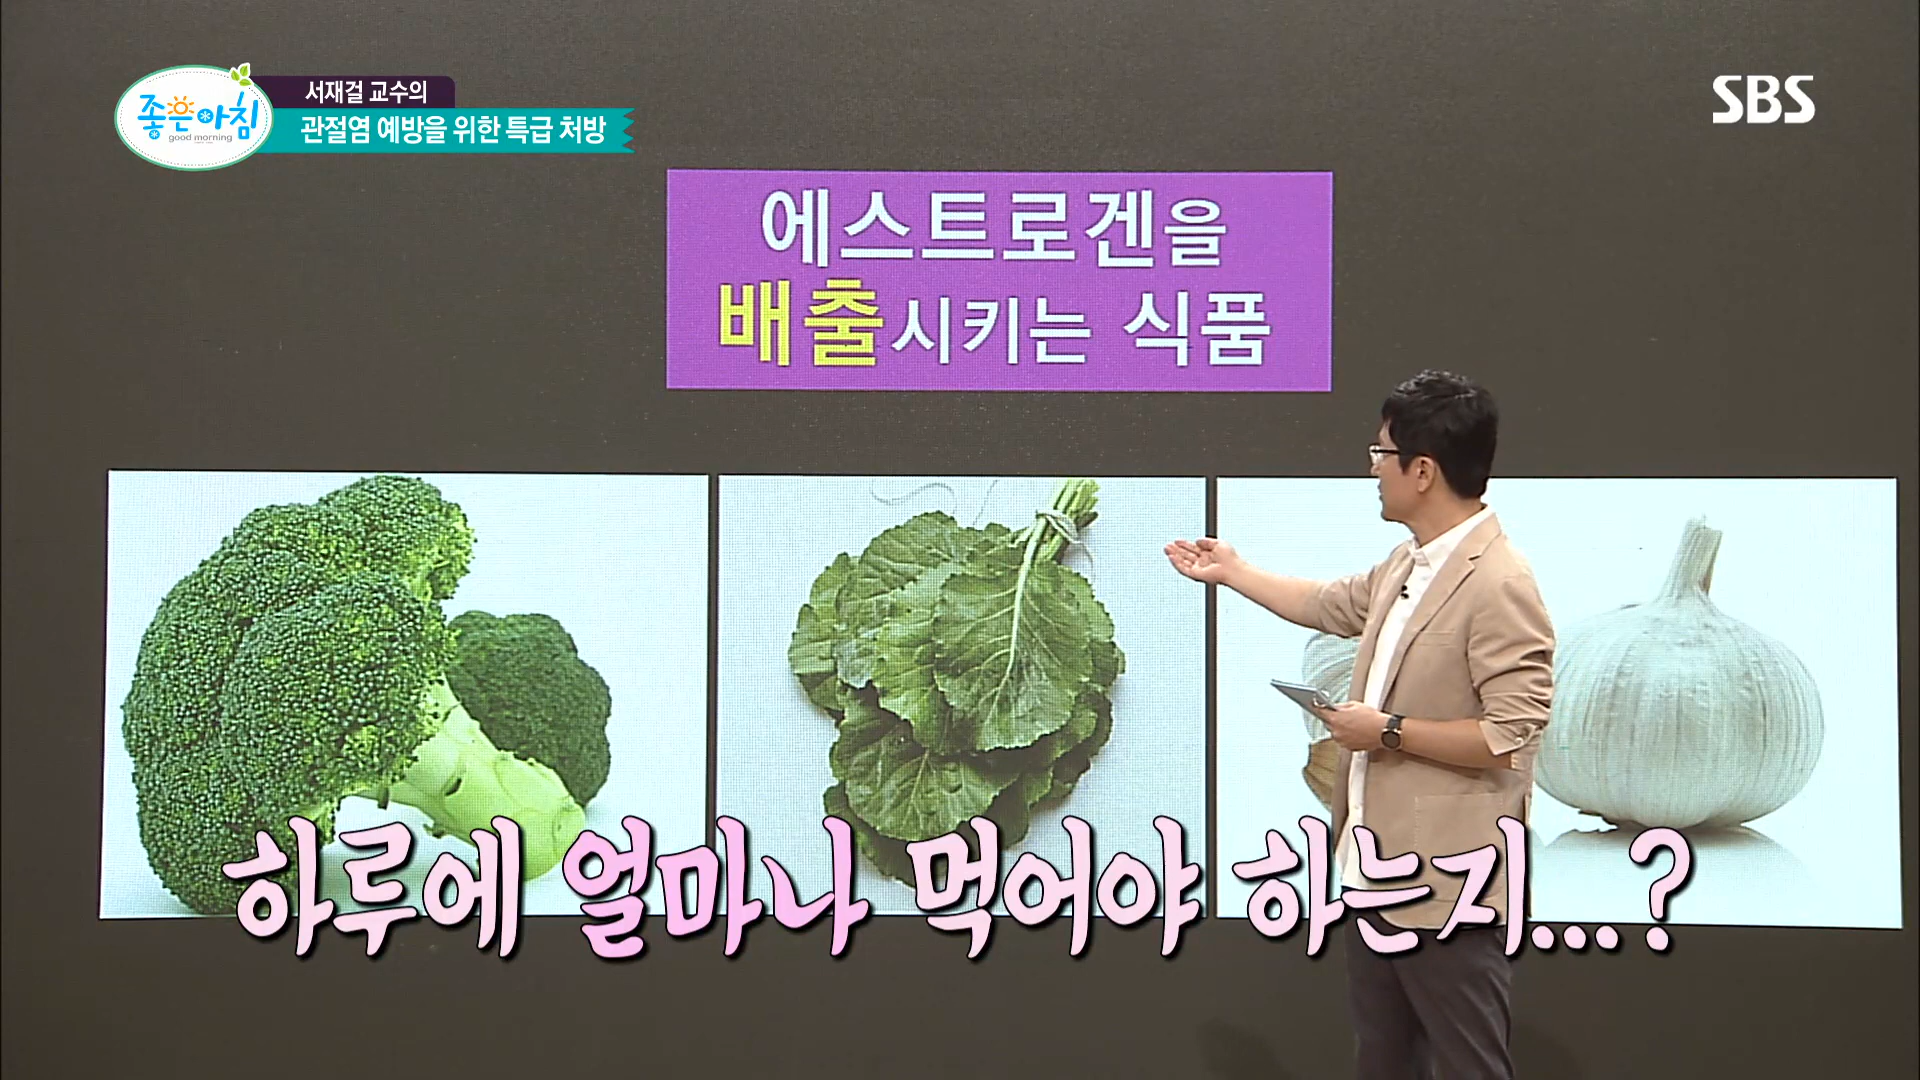 좋은아침
good morning
서재걸 교수의
관절염 예방을 위한 특급 처방
SBS
에스트로겐을
배출시키는 식품
하루에 얼마나 먹어야 하는지...?